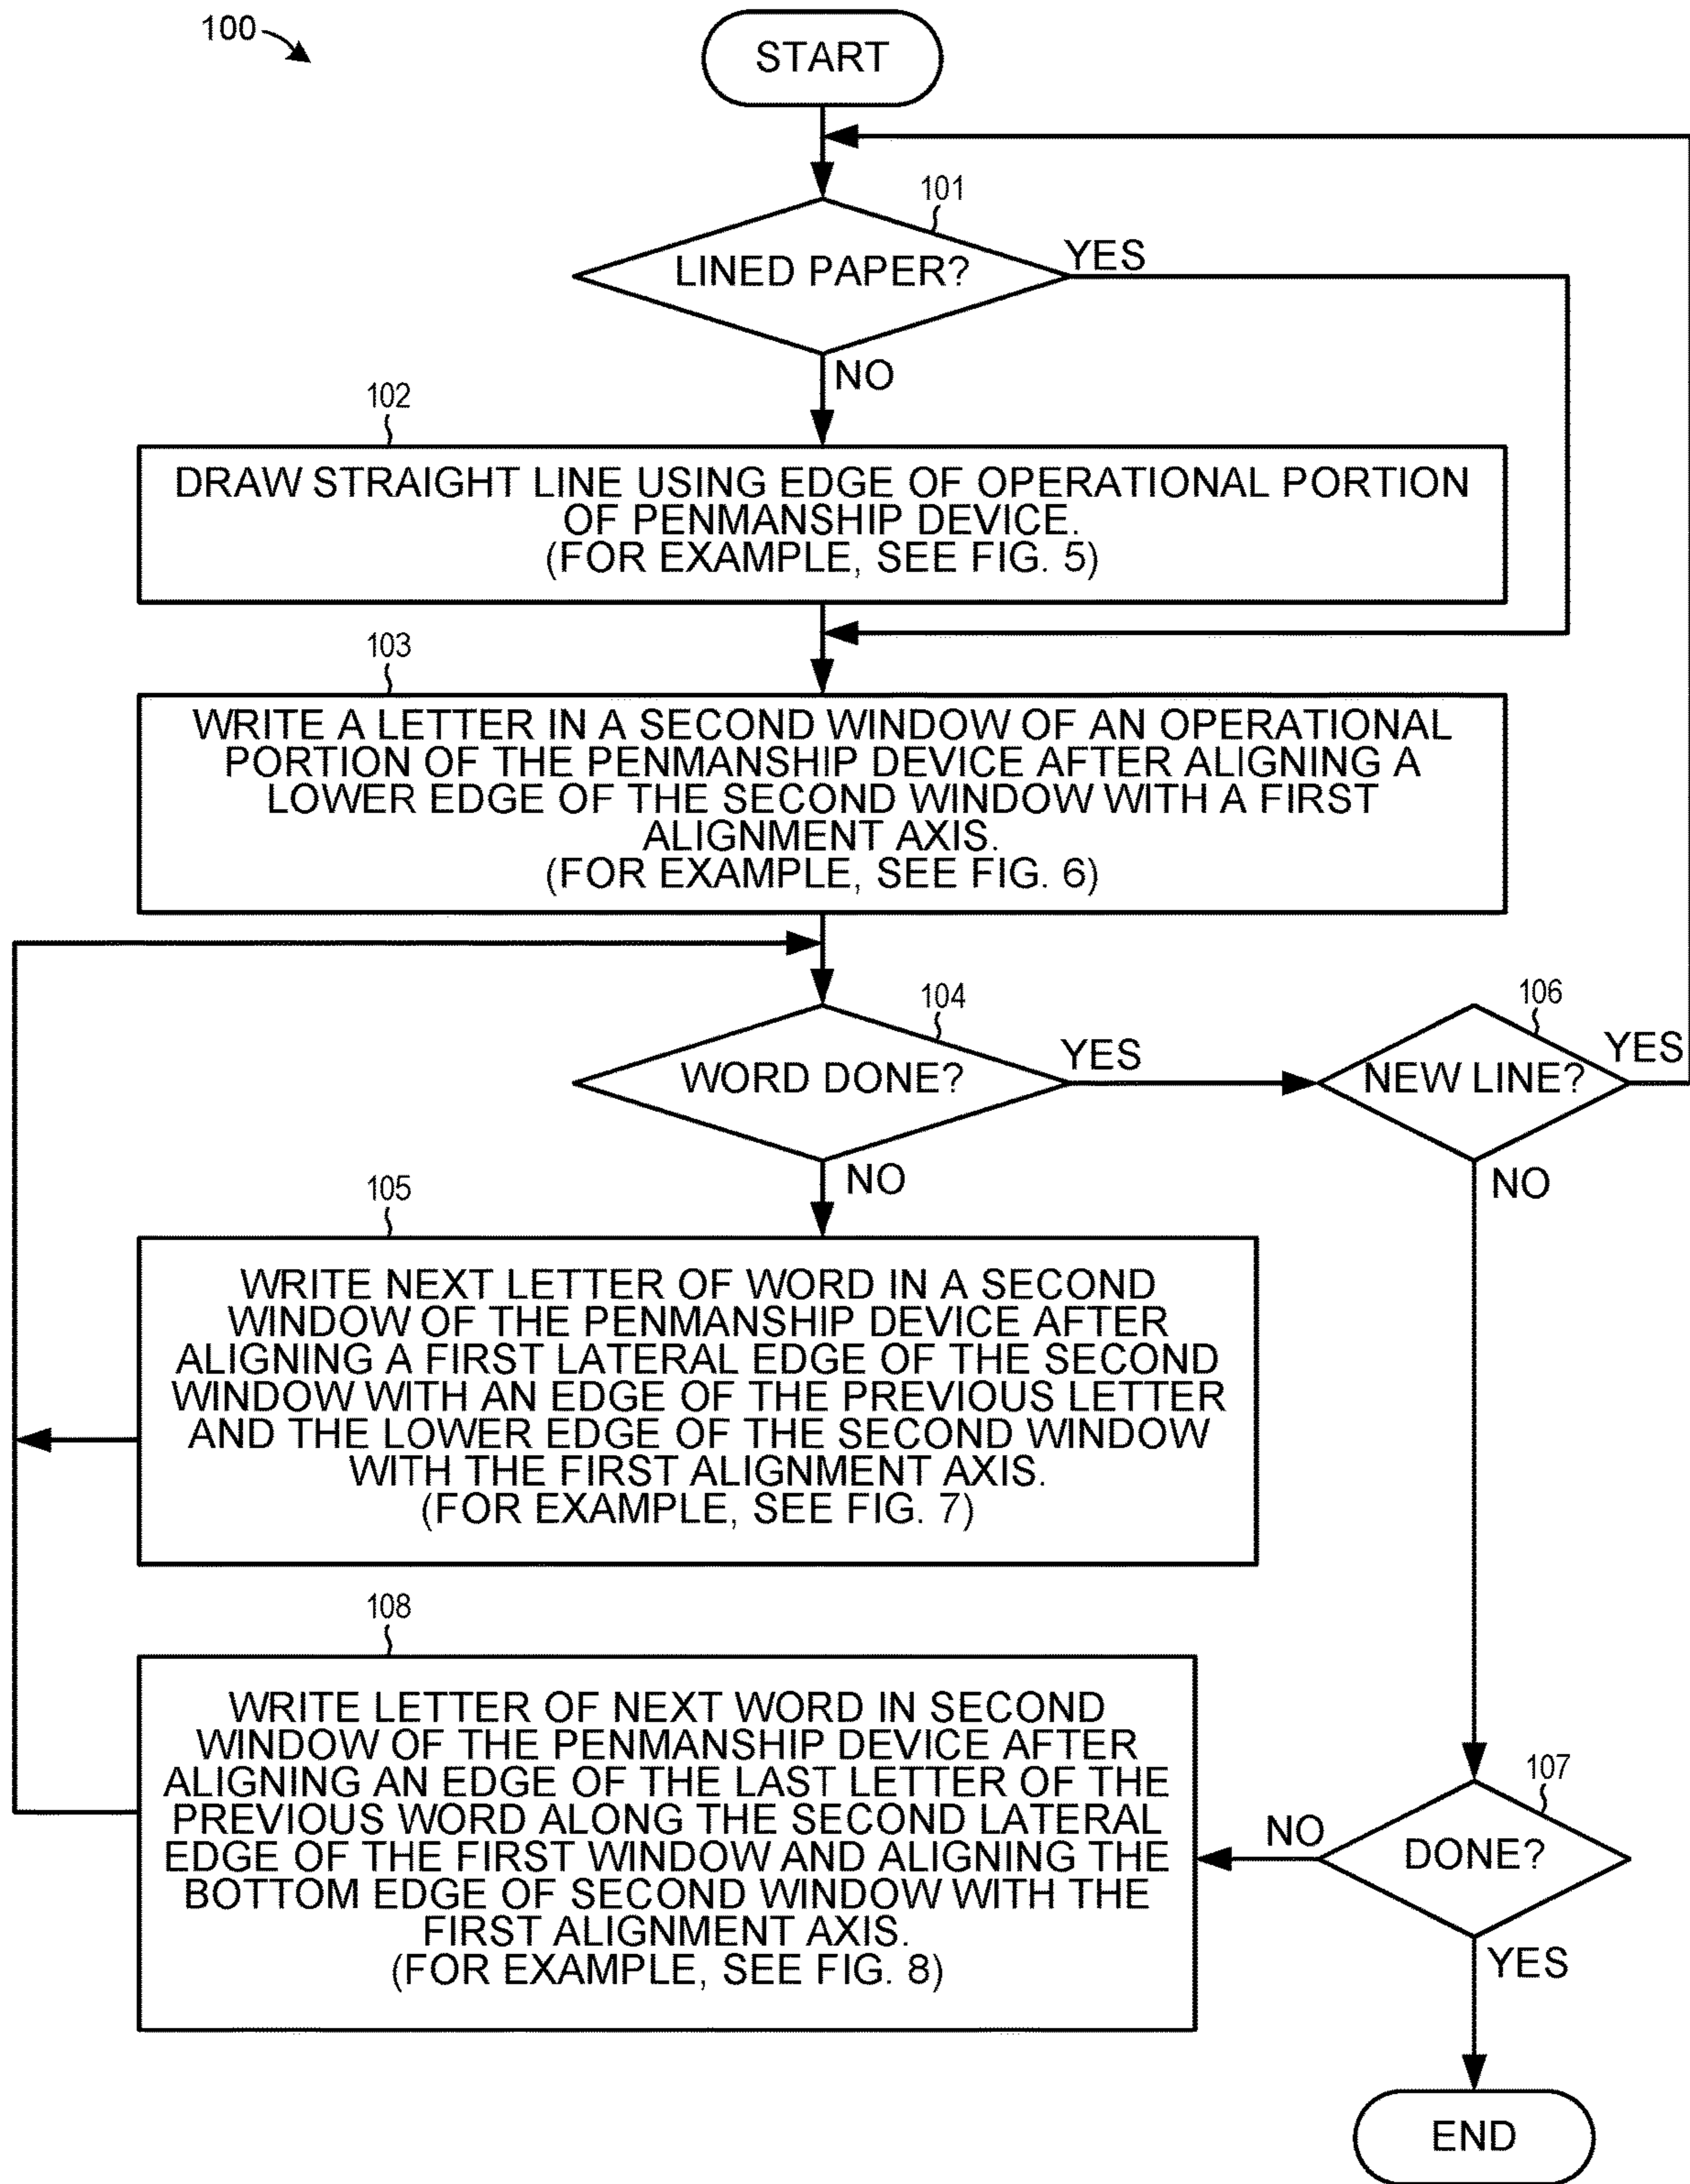 100
START
101
LINED PAPER?
YES
NO
102
DRAW STRAIGHT LINE USING EDGE OF OPERATIONAL PORTION
OF PENMANSHIP DEVICE.
(FOR EXAMPLE, SEE FIG. 5)
103
WRITE A LETTER IN A SECOND WINDOW OF AN OPERATIONAL
PORTION OF THE PENMANSHIP DEVICE AFTER ALIGNING A
LOWER EDGE OF THE SECOND WINDOW WITH A FIRST
ALIGNMENT AXIS.
(FOR EXAMPLE, SEE FIG. 6)
104
WORD DONE?
YES
NO
106
NEW LINE?
YES
NO
105
WRITE NEXT LETTER OF WORD IN A SECOND
WINDOW OF THE PENMANSHIP DEVICE AFTER
ALIGNING A FIRST LATERAL EDGE OF THE SECOND
WINDOW WITH AN EDGE OF THE PREVIOUS LETTER
AND THE LOWER EDGE OF THE SECOND WINDOW
WITH THE FIRST ALIGNMENT AXIS.
(FOR EXAMPLE, SEE FIG. 7)
108
WRITE LETTER OF NEXT WORD IN SECOND
WINDOW OF THE PENMANSHIP DEVICE AFTER
ALIGNING AN EDGE OF THE LAST LETTER OF THE
PREVIOUS WORD ALONG THE SECOND LATERAL
EDGE OF THE FIRST WINDOW AND ALIGNING THE
BOTTOM EDGE OF SECOND WINDOW WITH THE
FIRST ALIGNMENT AXIS.
(FOR EXAMPLE, SEE FIG. 8)
107
DONE?
NO
YES
END